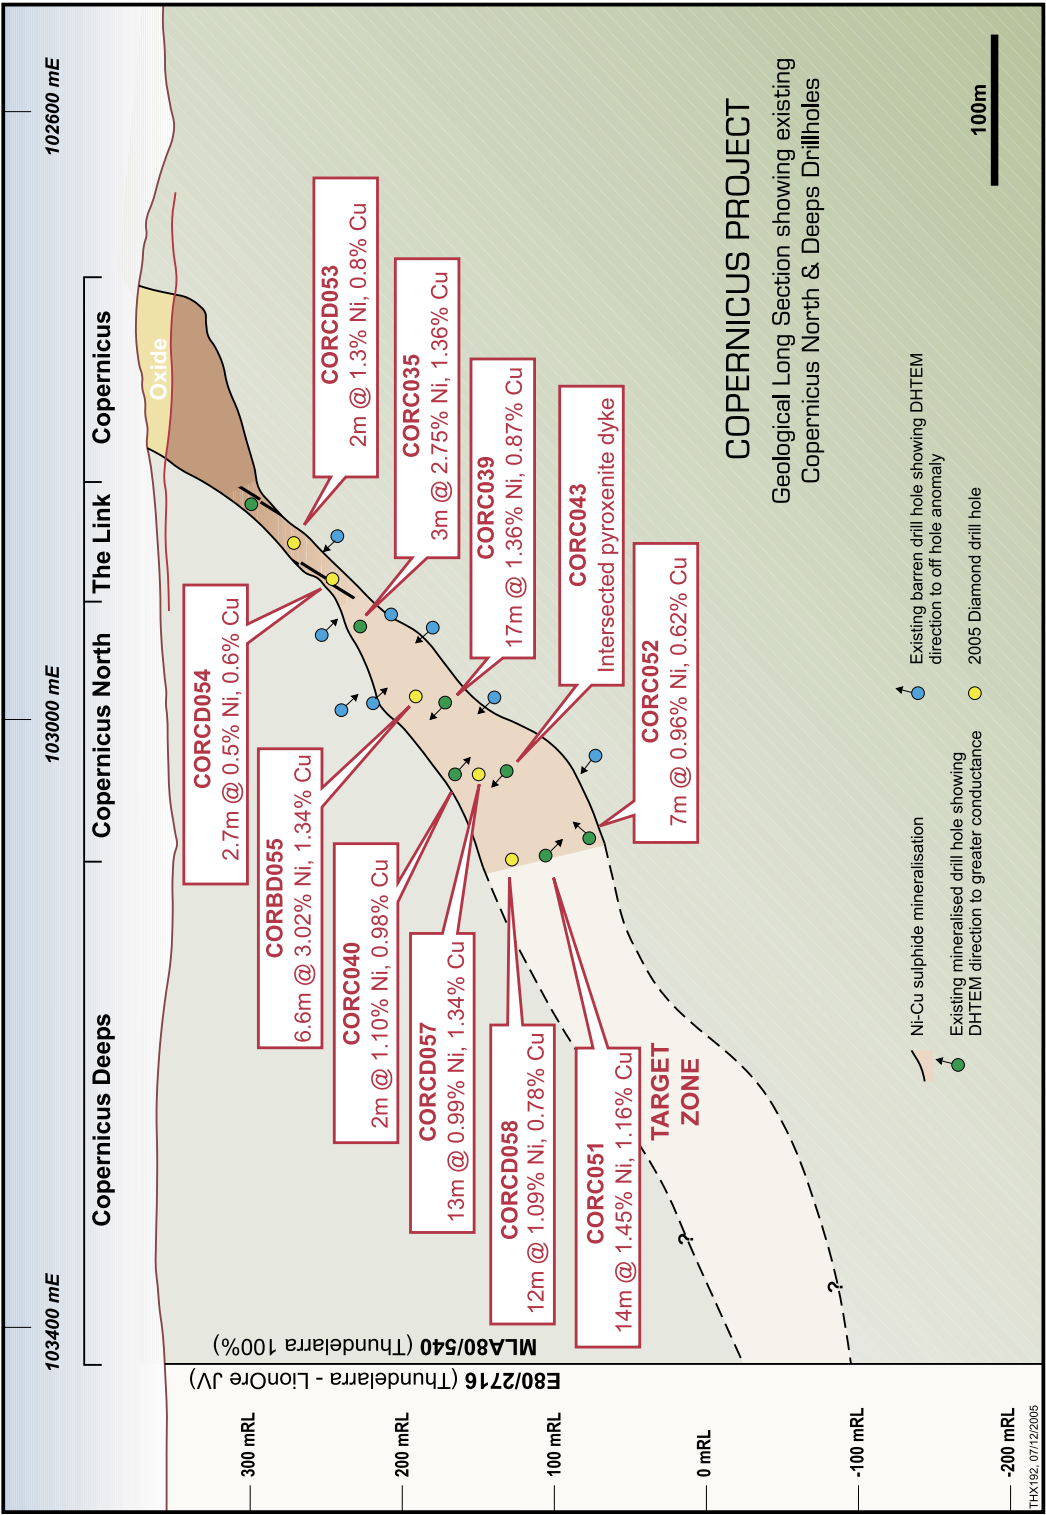 103400 mE
103000 mE
102600 mE
Copernicus Deeps
Copernicus North
The Link
Copernicus
Oxide
300 mRL
200 mRL
100 mRL
0 mRL
-100 mRL
-200 mRL
E80/2716 (Thundelarra - LionOre JV)
MLA80/540 (Thundelarra 100%)
CORCD054
2.7m @ 0.5% Ni, 0.6% Cu
CORBD055
6.6m @ 3.02% Ni, 1.34% Cu
CORC040
2m @ 1.10% Ni, 0.98% Cu
CORCD057
13m @ 0.99% Ni, 1.34% Cu
CORCD058
12m @ 1.09% Ni, 0.78% Cu
CORC051
14m @ 1.45% Ni, 1.16% Cu
CORCD053
2m @ 1.3% Ni, 0.8% Cu
CORC035
3m @ 2.75% Ni, 1.36% Cu
CORC039
17m @ 1.36% Ni, 0.87% Cu
CORC043
Intersected pyroxenite dyke
CORC052
7m @ 0.96% Ni, 0.62% Cu
TARGET
ZONE
?
?
COPERNICUS PROJECT
Geological Long Section showing existing
Copernicus North & Deeps Drillholes
Ni-Cu sulphide mineralisation
Existing mineralised drill hole showing
DHTEM direction to greater conductance
Existing barren drill hole showing DHTEM
direction to off hole anomaly
2005 Diamond drill hole
100m
THX192, 07/12/2005